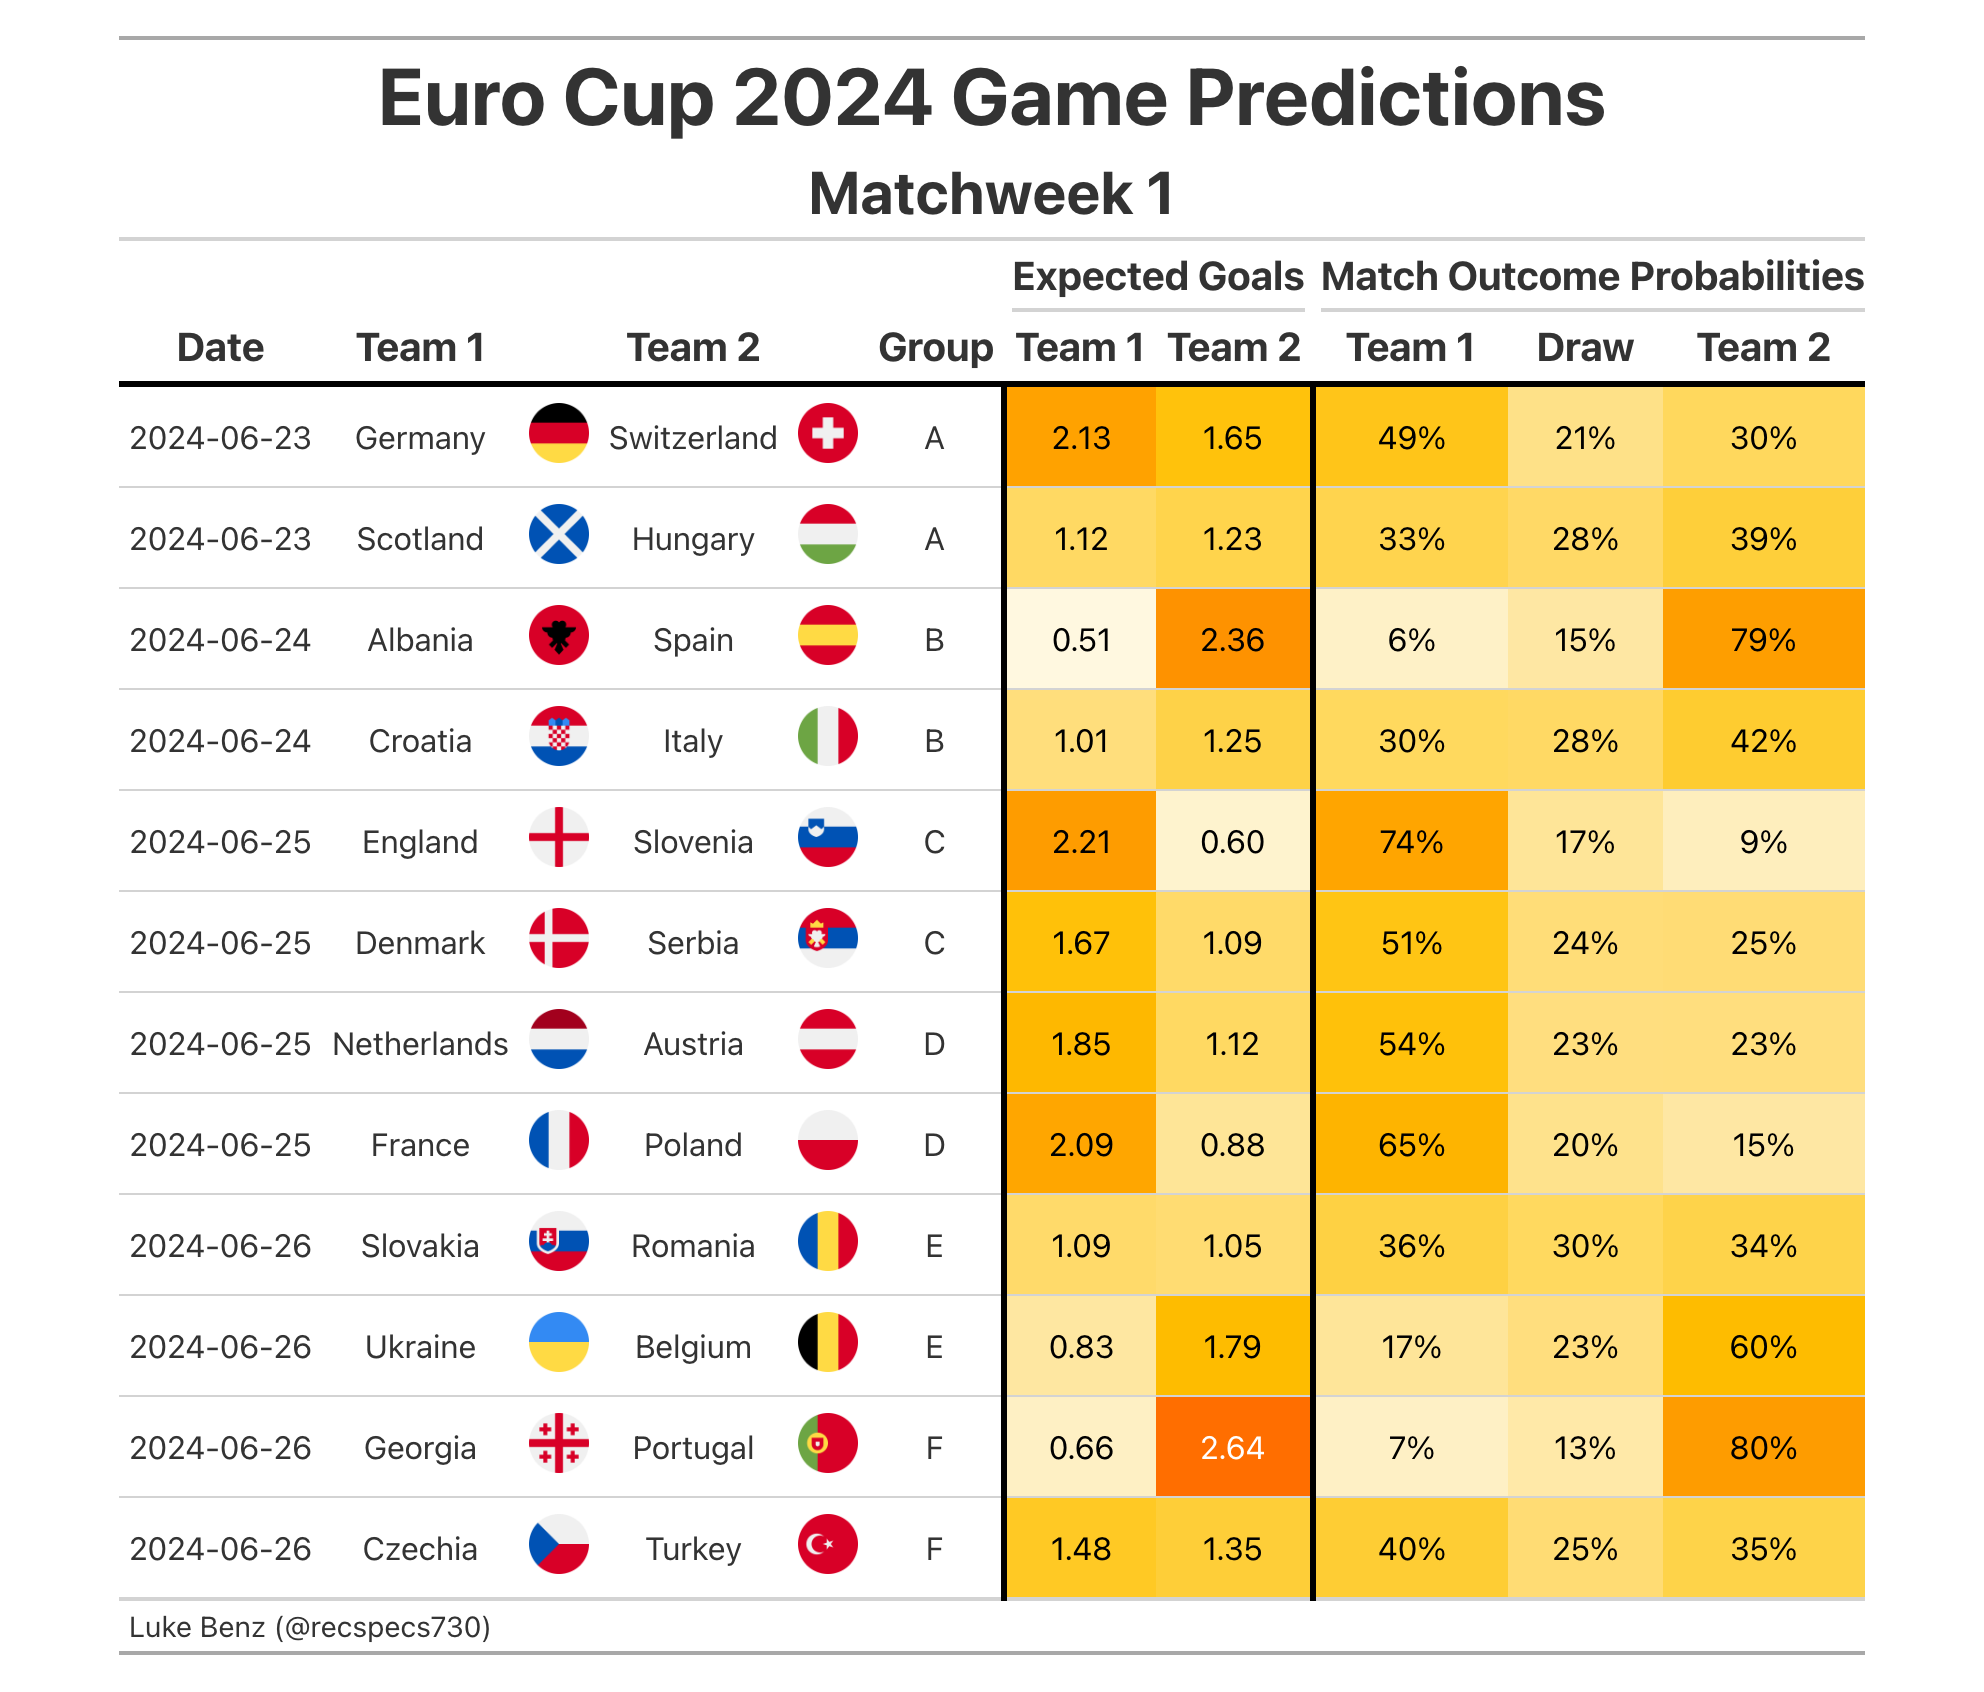 Euro Cup 2024 Game Predictions
Matchweek 1
Expected Goals Match Outcome Probabilities
Date Team 1 Team 2 Group Team 1 Team 2 Team 1 Draw Team 2
2024-06-23 Germany Switzerland A 2.13 1.65 49% 21% 30%
2024-06-23 Scotland Hungary A 1.12 1.23 33% 28% 39%
2024-06-24 Albania Spain B 0.51 2.36 6% 15% 79%
2024-06-24 Croatia Italy B 1.01 1.25 30% 28% 42%
2024-06-25 England Slovenia C 2.21 0.60 74% 17% 9%
2024-06-25 Denmark Serbia C 1.67 1.09 51% 24% 25%
2024-06-25 Netherlands Austria D 1.85 1.12 54% 23% 23%
2024-06-25 France Poland D 2.09 0.88 65% 20% 15%
2024-06-26 Slovakia Romania E 1.09 1.05 36% 30% 34%
2024-06-26 Ukraine Belgium E 0.83 1.79 17% 23% 60%
2024-06-26 Georgia Portugal F 0.66 2.64 7% 13% 80%
2024-06-26 Czechia Turkey F 1.48 1.35 40% 25% 35%
Luke Benz (@recspecs730)